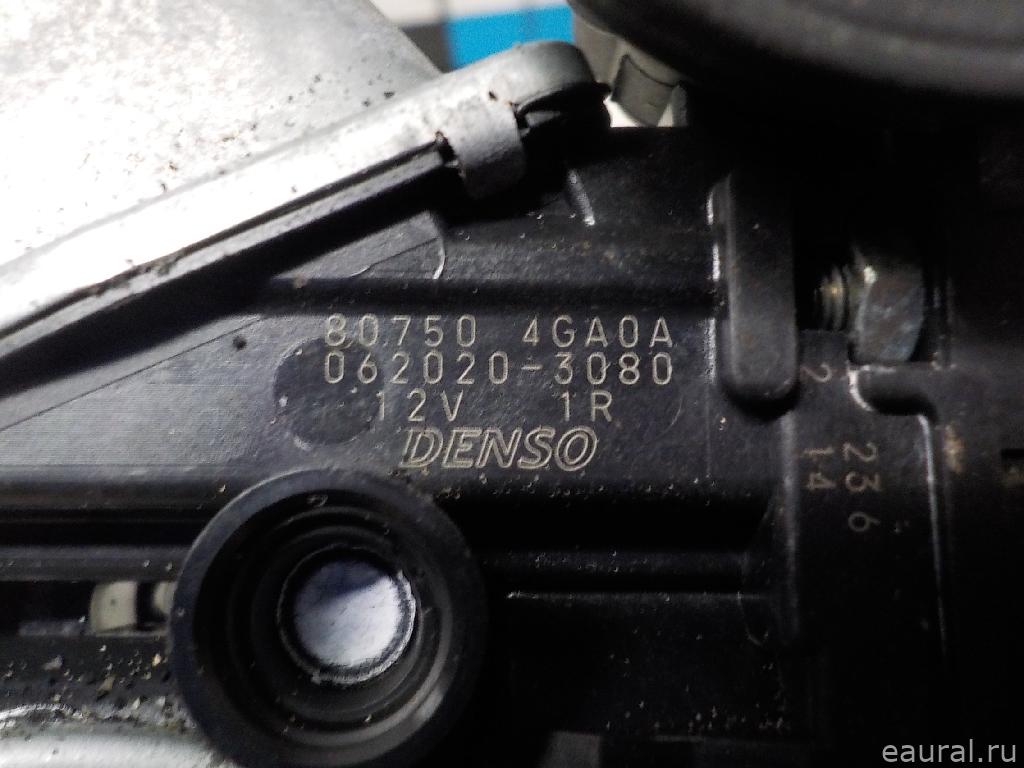 80750 4GA0A
062020-3080
12V 1R
DENSO
2
23 6
14
eaural.ru